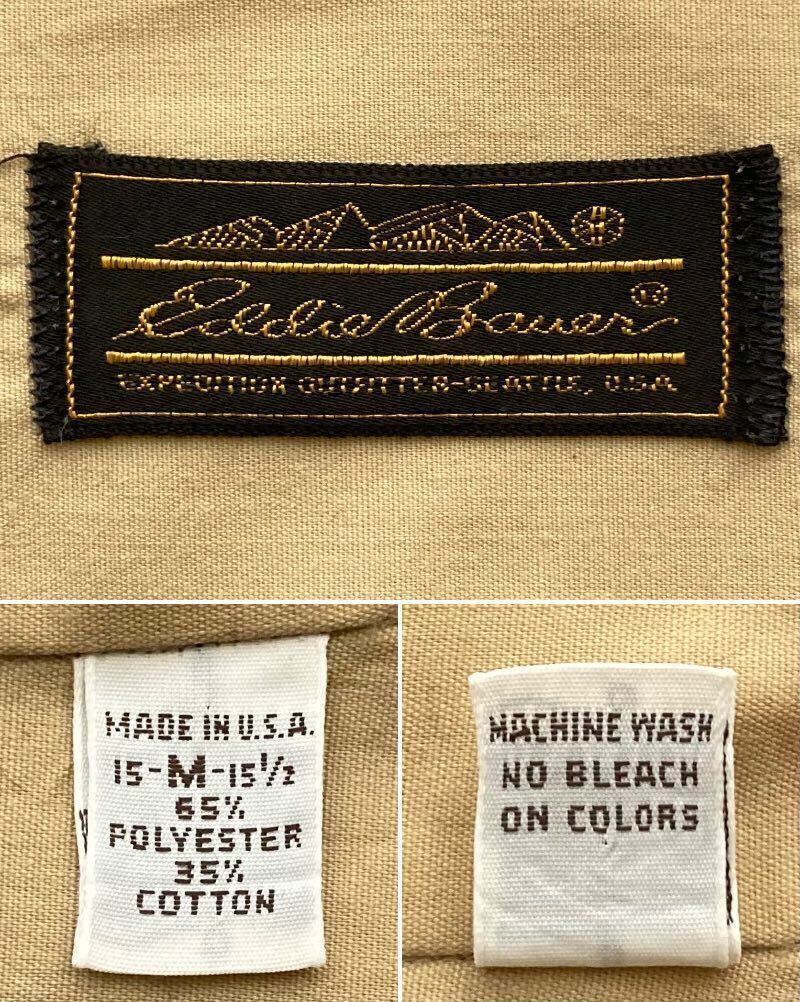 Eddie Bauer®
EXPEDITION OUTFITTER-SEATTLE, U.S.A.
MADE IN U.S.A.
15-M-15½
65%
POLYESTER
35%
COTTON
MACHINE WASH
NO BLEACH
ON COLORS